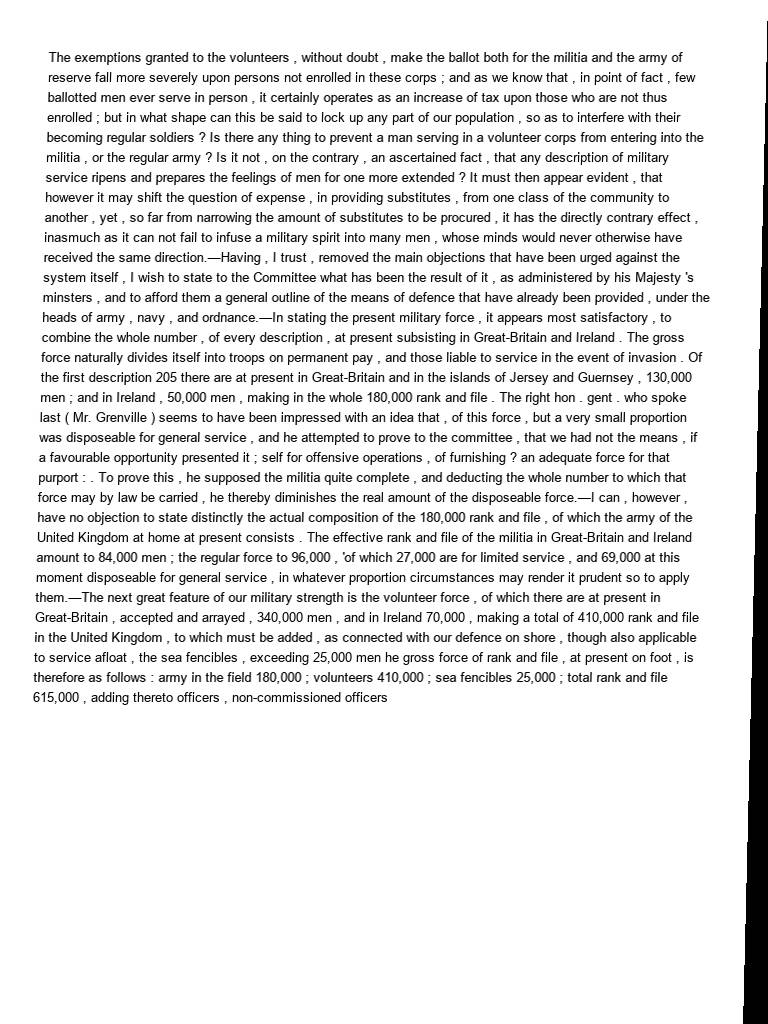 The exemptions granted to the volunteers , without doubt , make the ballot both for the militia and the army of
reserve fall more severely upon persons not enrolled in these corps ; and as we know that , in point of fact , few
ballotted men ever serve in person , it certainly operates as an increase of tax upon those who are not thus
enrolled ; but in what shape can this be said to lock up any part of our population , so as to interfere with their
becoming regular soldiers ? Is there any thing to prevent a man serving in a volunteer corps from entering into the
militia , or the regular army ? Is it not , on the contrary , an ascertained fact , that any description of military
service ripens and prepares the feelings of men for one more extended ? It must then appear evident , that
however it may shift the question of expense , in providing substitutes , from one class of the community to
another , yet , so far from narrowing the amount of substitutes to be procured , it has the directly contrary effect ,
inasmuch as it can not fail to infuse a military spirit into many men , whose minds would never otherwise have
received the same direction.—Having , I trust , removed the main objections that have been urged against the
system itself , I wish to state to the Committee what has been the result of it , as administered by his Majesty 's
minsters , and to afford them a general outline of the means of defence that have already been provided , under the
heads of army , navy , and ordnance.—In stating the present military force , it appears most satisfactory , to
combine the whole number , of every description , at present subsisting in Great-Britain and Ireland . The gross
force naturally divides itself into troops on permanent pay , and those liable to service in the event of invasion . Of
the first description 205 there are at present in Great-Britain and in the islands of Jersey and Guernsey , 130,000
men ; and in Ireland , 50,000 men , making in the whole 180,000 rank and file . The right hon . gent . who spoke
last ( Mr. Grenville ) seems to have been impressed with an idea that , of this force , but a very small proportion
was disposeable for general service , and he attempted to prove to the committee , that we had not the means , if
a favourable opportunity presented it ; self for offensive operations , of furnishing ? an adequate force for that
purport : . To prove this , he supposed the militia quite complete , and deducting the whole number to which that
force may by law be carried , he thereby diminishes the real amount of the disposeable force.—I can , however ,
have no objection to state distinctly the actual composition of the 180,000 rank and file , of which the army of the
United Kingdom at home at present consists . The effective rank and file of the militia in Great-Britain and Ireland
amount to 84,000 men ; the regular force to 96,000 , 'of which 27,000 are for limited service , and 69,000 at this
moment disposeable for general service , in whatever proportion circumstances may render it prudent so to apply
them.—The next great feature of our military strength is the volunteer force , of which there are at present in
Great-Britain , accepted and arrayed , 340,000 men , and in Ireland 70,000 , making a total of 410,000 rank and file
in the United Kingdom , to which must be added , as connected with our defence on shore , though also applicable
to service afloat , the sea fencibles , exceeding 25,000 men he gross force of rank and file , at present on foot , is
therefore as follows : army in the field 180,000 ; volunteers 410,000 ; sea fencibles 25,000 ; total rank and file
615,000 , adding thereto officers , non-commissioned officers